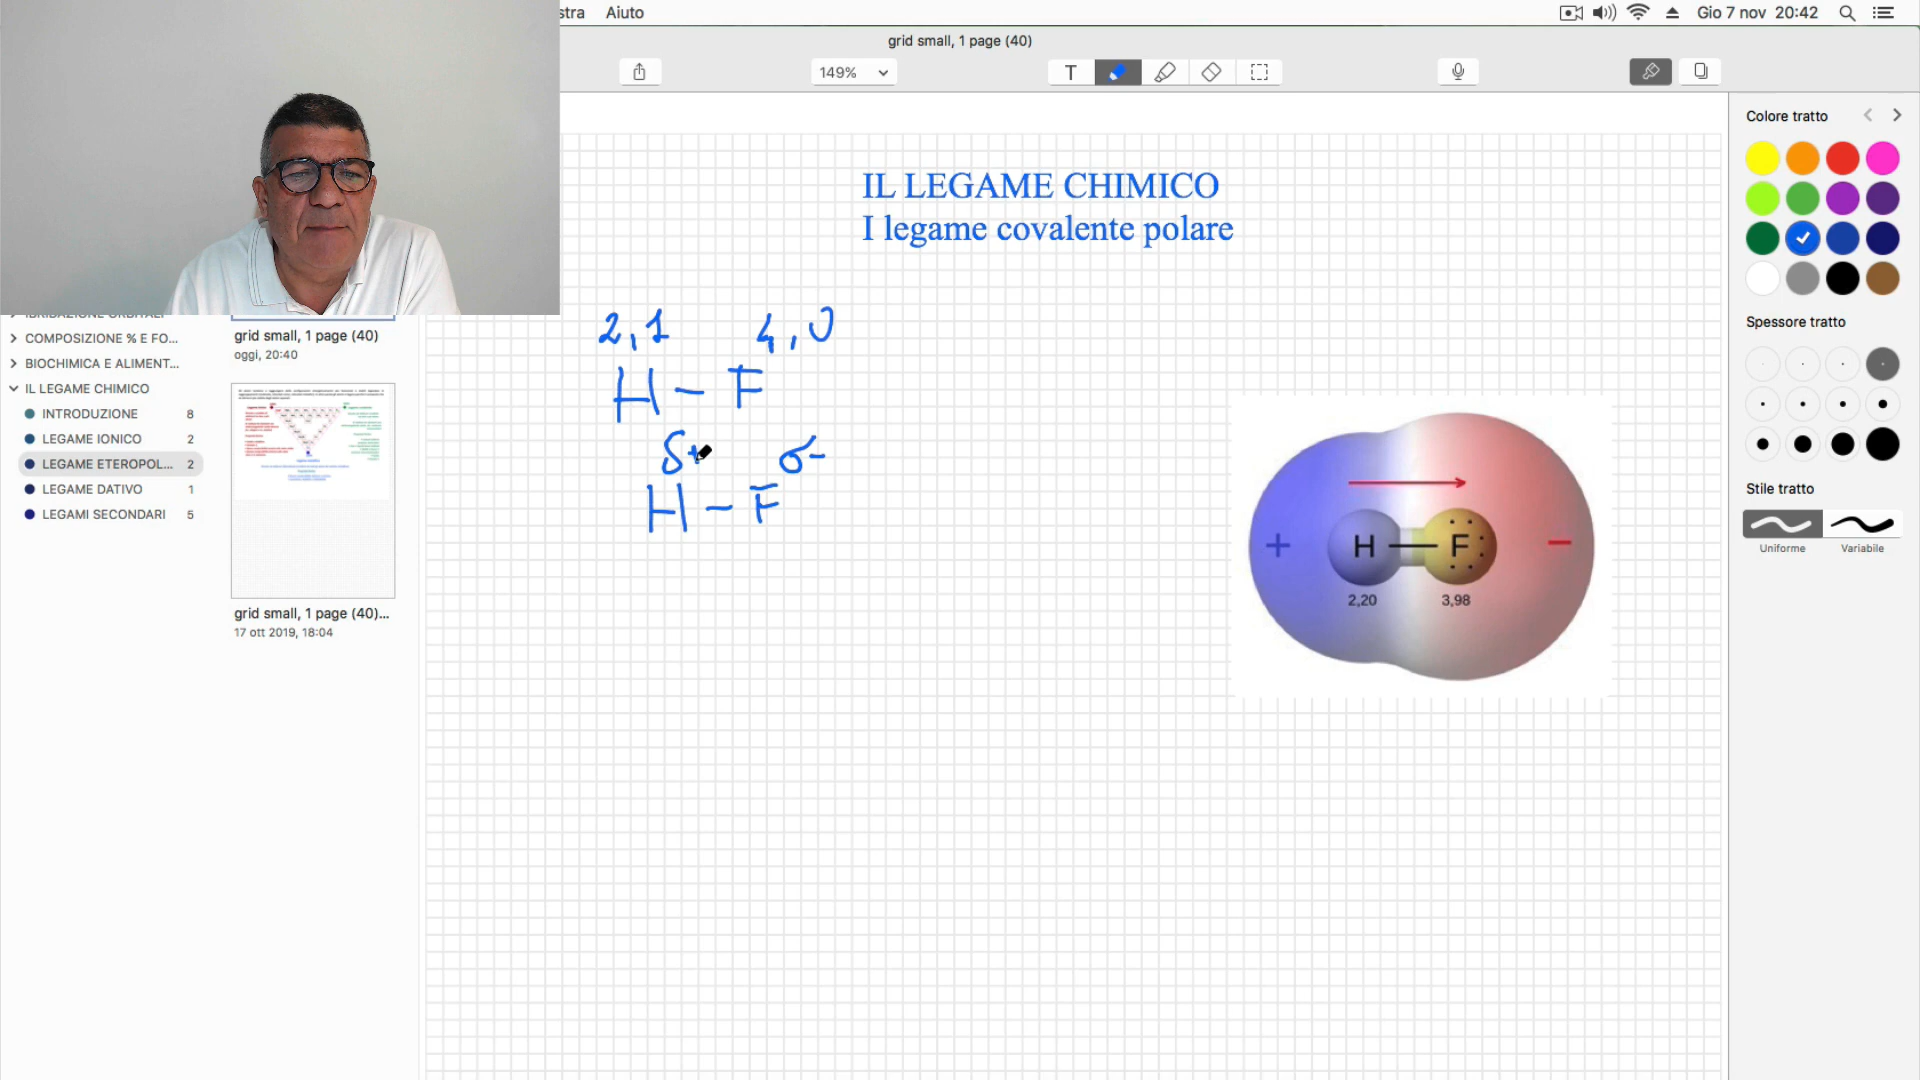 stra Aiuto Gio 7 nov 20:42
grid small, 1 page (40)
149% T
Colore tratto
Spessore tratto
Stile tratto
Uniforme Variabile
COMPOSIZIONE % E FO...
BIOCHIMICA E ALIMENT...
IL LEGAME CHIMICO
INTRODUZIONE 8
LEGAME IONICO 2
LEGAME ETEROPOL... 2
LEGAME DATIVO 1
LEGAMI SECONDARI 5
grid small, 1 page (40)
oggi, 20:40
grid small, 1 page (40)...
17 ott 2019, 18:04
IL LEGAME CHIMICO
I legame covalente polare
2,1 4,0
H – F
δ+ δ-
H – F
+ H — F −
2,20 3,98